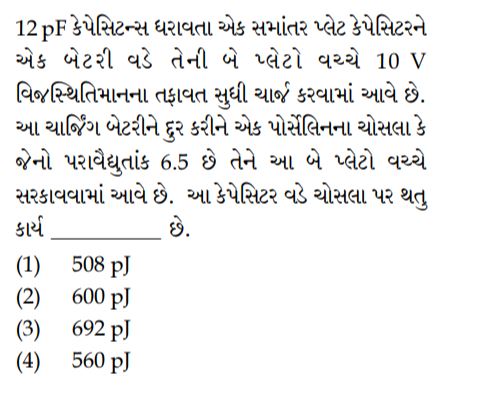 12 pF કેપેસિટન્સ ધરાવતા એક સમાંતર પ્લેટ કેપેસિટરને
એક બેટરી વડે તેની બે પ્લેટો વચ્ચે 10 V
વિજસ્થિતિમાનના તફાવત સુધી ચાર્જ કરવામાં આવે છે.
આ ચાર્જિંગ બેટરીને દુર કરીને એક પોર્સેલિનના ચોસલા કે
જેનો પરાવૈદ્યુતાંક 6.5 છે તેને આ બે પ્લેટો વચ્ચે
સરકાવવામાં આવે છે. આ કેપેસિટર વડે ચોસલા પર થતુ
કાર્ય __________ છે.
(1) 508 pJ
(2) 600 pJ
(3) 692 pJ
(4) 560 pJ